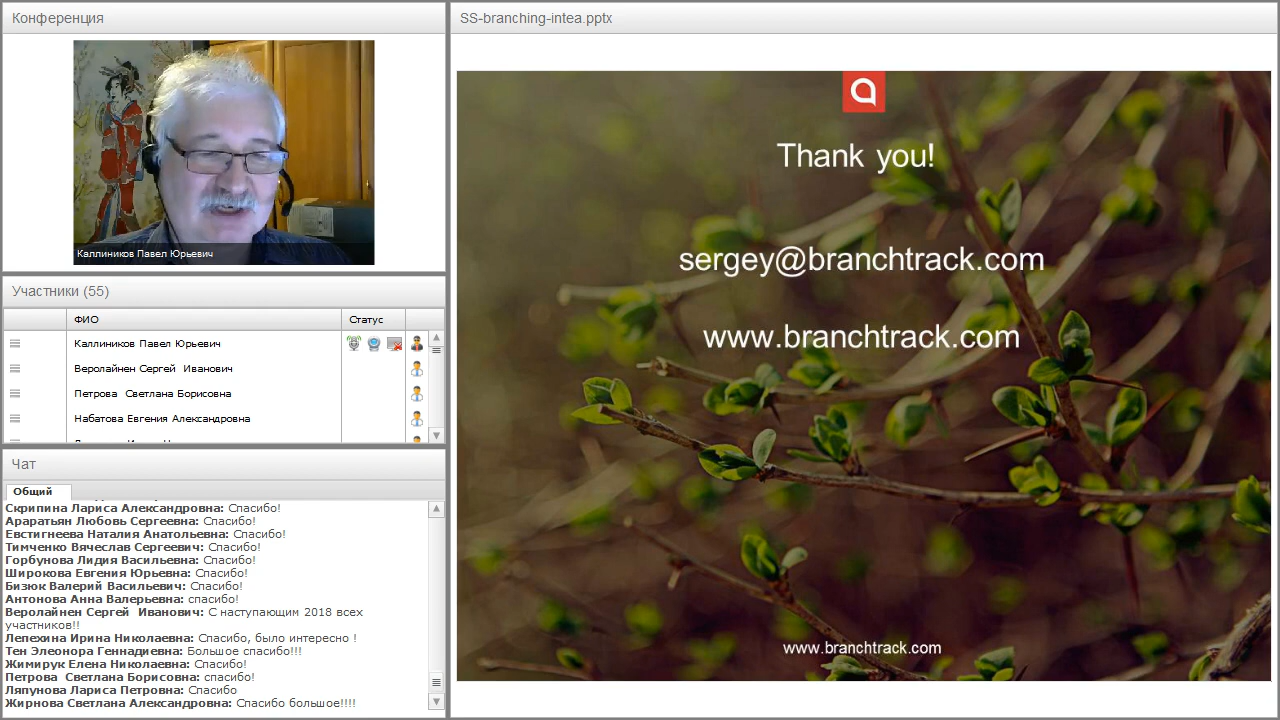 Конференция
Каллиников Павел Юрьевич
Участники (55)
ФИО
Статус
Каллиников Павел Юрьевич
Веролайнен Сергей Иванович
Петрова Светлана Борисовна
Набатова Евгения Александровна
Чат
Общий
Скрипина Лариса Александровна: Спасибо!
Араратьян Любовь Сергеевна: Спасибо!
Евстигнеева Наталия Анатольевна: Спасибо!
Тимченко Вячеслав Сергеевич: Спасибо!
Горбунова Лидия Васильевна: Спасибо!
Широкова Евгения Юрьевна: Спасибо!
Бизюк Валерий Васильевич: Спасибо!
Антонова Анна Валерьевна: спасибо!
Веролайнен Сергей Иванович: С наступающим 2018 всех
участников!!
Лепехина Ирина Николаевна: Спасибо, было интересно !
Тен Элеонора Геннадиевна: Большое спасибо!!!
Жимирук Елена Николаевна: Спасибо!
Петрова Светлана Борисовна: спасибо!
Ляпунова Лариса Петровна: Спасибо
Жирнова Светлана Александровна: Спасибо большое!!!!
SS-branching-intea.pptx
Thank you!
sergey@branchtrack.com
www.branchtrack.com
www.branchtrack.com